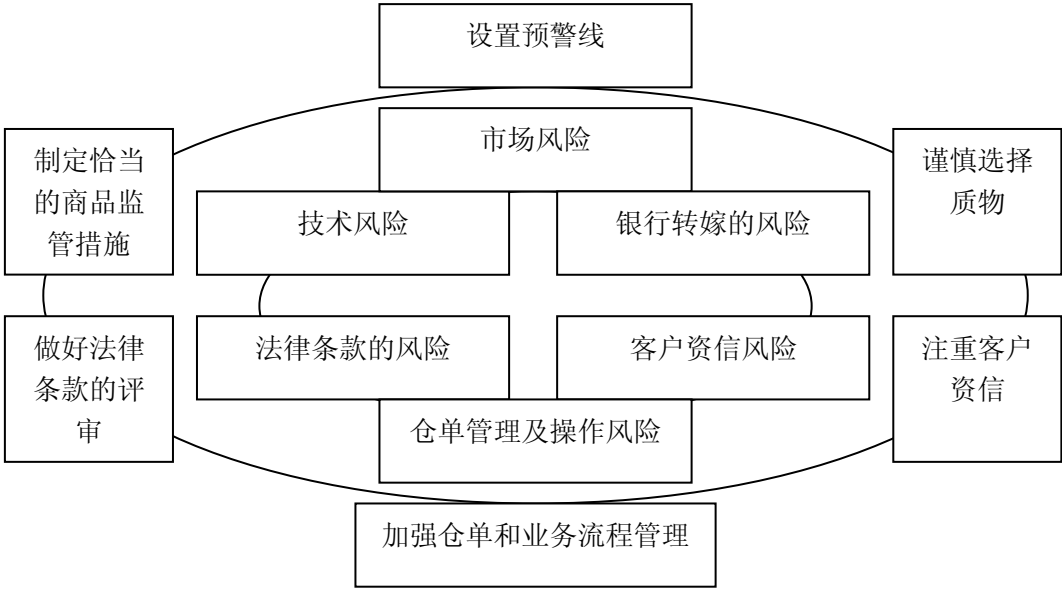 设置预警线
市场风险
制定恰当
的商品监
管措施
谨慎选择
质物
技术风险
银行转嫁的风险
做好法律
条款的评
审
法律条款的风险
客户资信风险
注重客户
资信
仓单管理及操作风险
加强仓单和业务流程管理